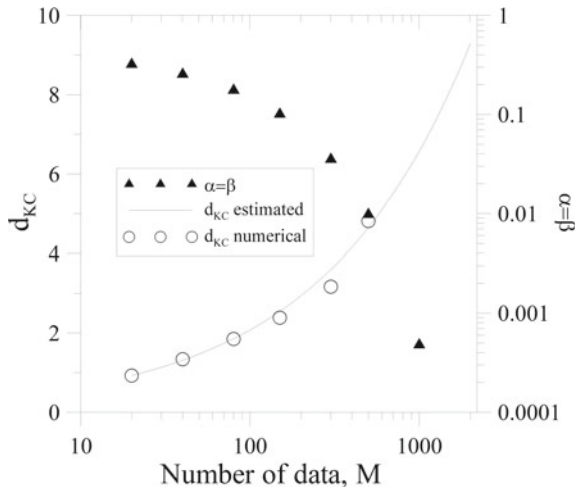 10
8
6
4
2
0
d_KC
1
0.1
0.01
0.001
0.0001
α=β
α=β
d_KC estimated
d_KC numerical
10
100
1000
Number of data, M